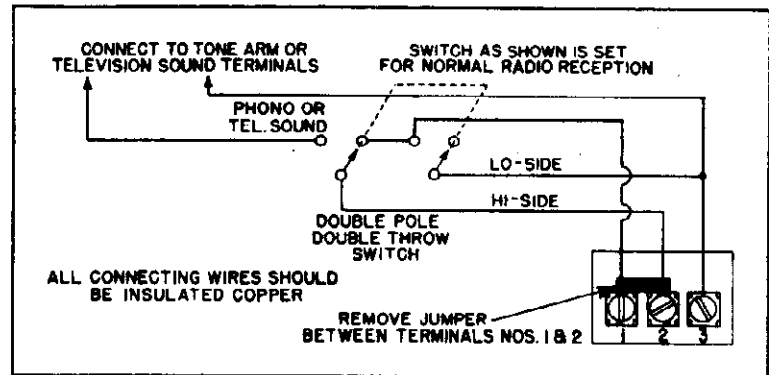 CONNECT TO TONE ARM OR
TELEVISION SOUND TERMINALS
SWITCH AS SHOWN IS SET
FOR NORMAL RADIO RECEPTION
PHONO OR
TEL. SOUND
LO-SIDE
HI-SIDE
DOUBLE POLE
DOUBLE THROW
SWITCH
ALL CONNECTING WIRES SHOULD
BE INSULATED COPPER
REMOVE JUMPER
BETWEEN TERMINALS NOS. 1 & 2
1 2 3